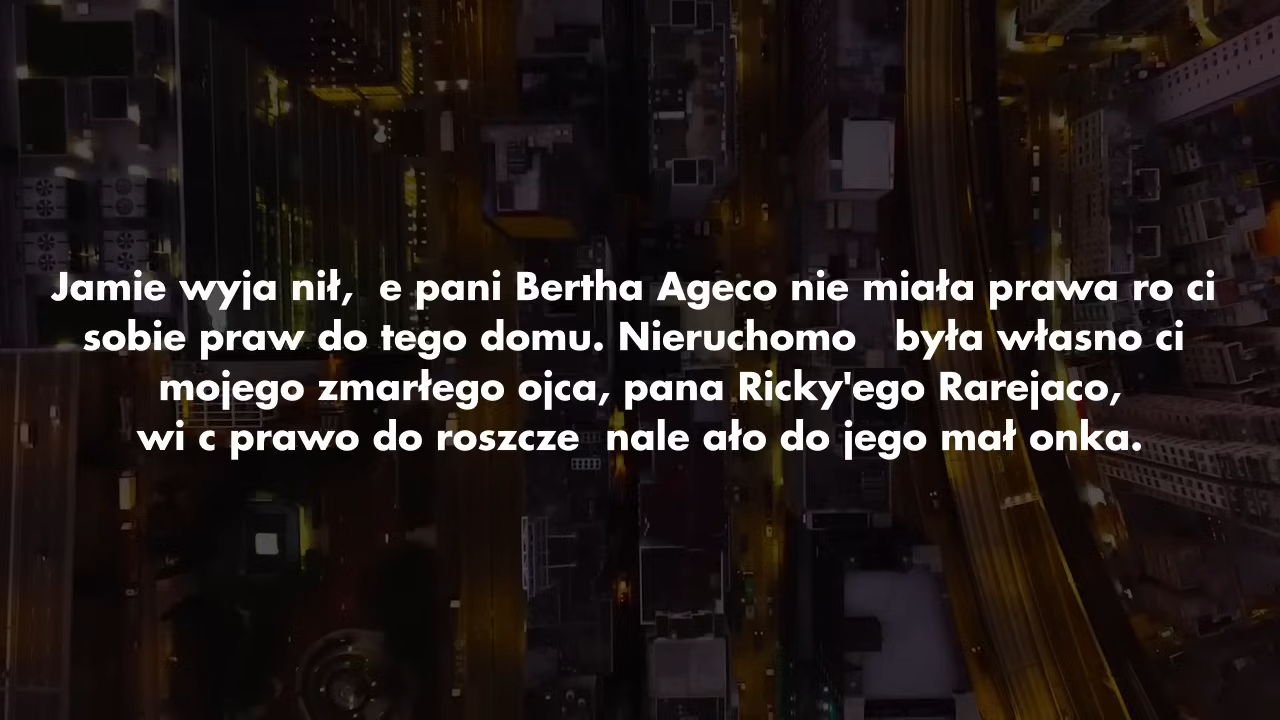 Jamie wyja nił,  e pani Bertha Ageco nie miała prawa ro ci
sobie praw do tego domu. Nieruchomo   była własno ci
mojego zmarłego ojca, pana Ricky'ego Rarejaco,
wi c prawo do roszcze  nale ało do jego mał onka.